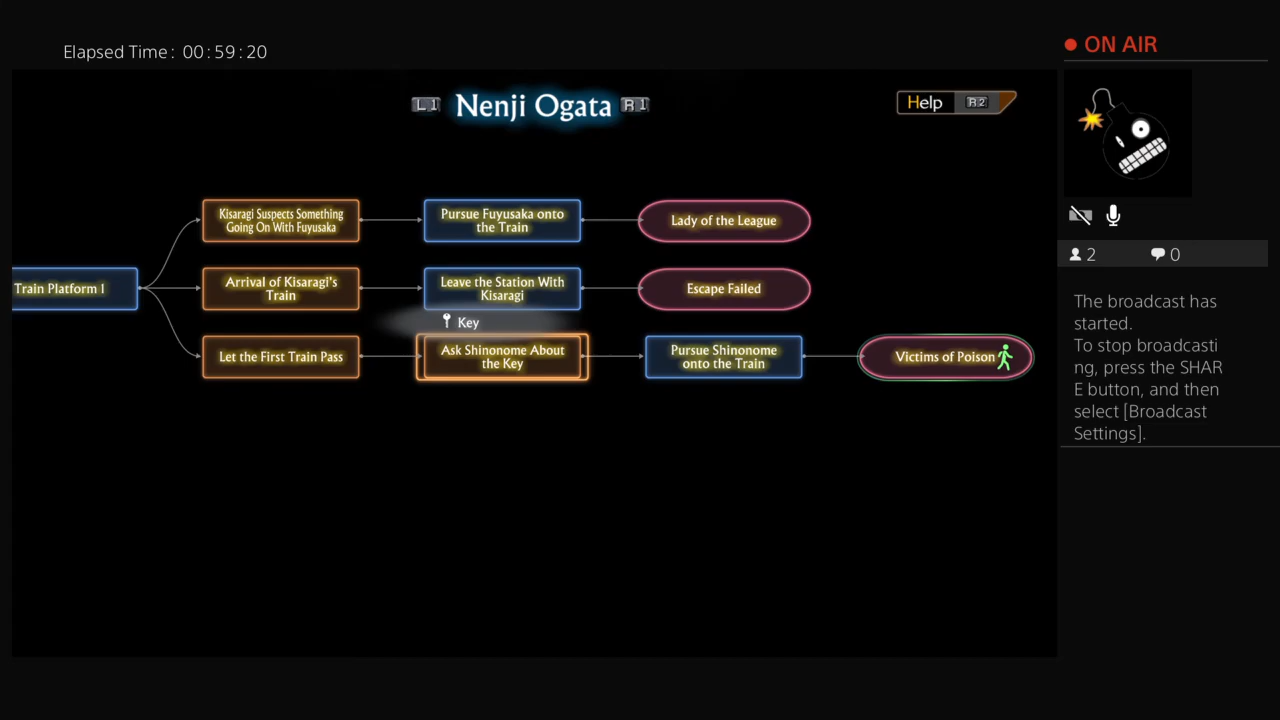 Elapsed Time: 00:59:20
ON AIR
L1 Nenji Ogata R1
Help R2
Kisaragi Suspects Something
Going On With Fuyusaka
Pursue Fuyusaka onto
the Train
Lady of the League
Train Platform 1
Arrival of Kisaragi's
Train
Leave the Station With
Kisaragi
Escape Failed
Key
Let the First Train Pass
Ask Shinonome About
the Key
Pursue Shinonome
onto the Train
Victims of Poison
2
0
The broadcast has
started.
To stop broadcasti
ng, press the SHAR
E button, and then
select [Broadcast
Settings].